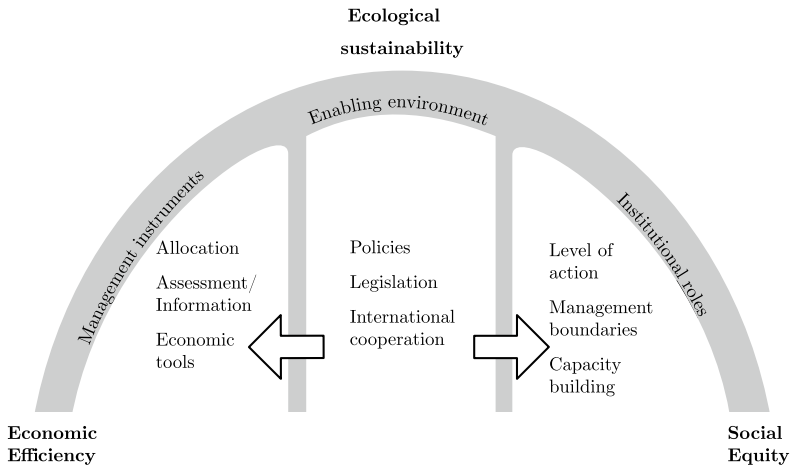 Ecological
sustainability
Enabling environment
Management instruments
Institutional roles
Allocation
Assessment/
Information
Economic
tools
Policies
Legislation
International
cooperation
Level of
action
Management
boundaries
Capacity
building
Economic
Efficiency
Social
Equity